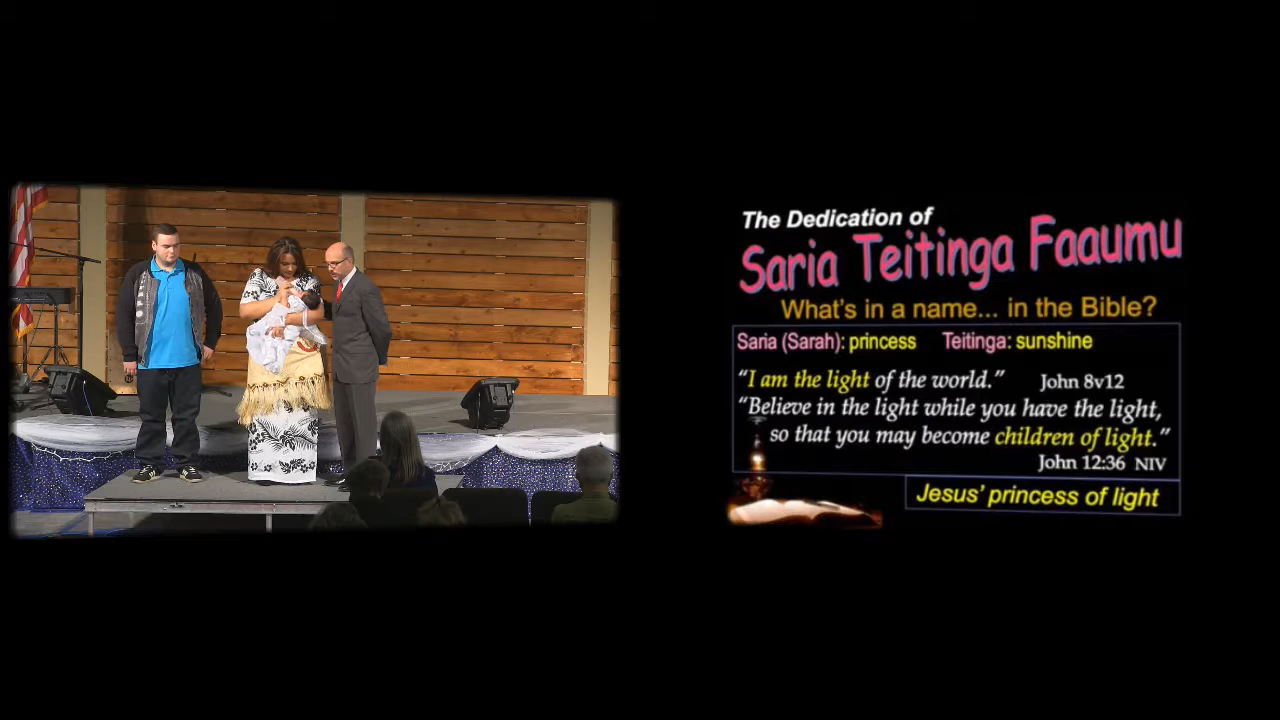 The Dedication of
Saria Teitinga Faaumu
What's in a name... in the Bible?
Saria (Sarah): princess Teitinga: sunshine
“I am the light of the world.” John 8v12
“Believe in the light while you have the light,
so that you may become children of light.”
John 12:36 NIV
Jesus’ princess of light